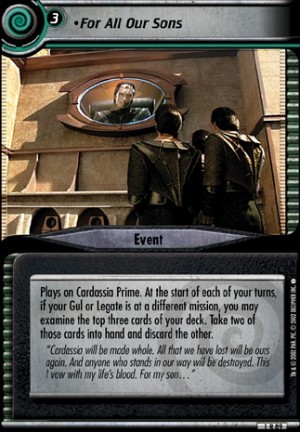 3
•For All Our Sons
Event
Plays on Cardassia Prime. At the start of each of your turns,
if your Gul or Legate is at a different mission, you may
examine the top three cards of your deck. Take two of
those cards into hand and discard the other.
"Cardassia will be made whole. All that we have lost will be ours
again. And anyone who stands in our way will be destroyed. This
I vow with my life's blood. For my son..."